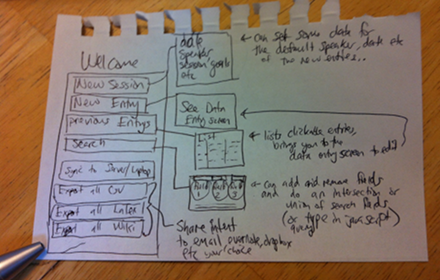 Welcome
New Session
New Entry
previous Entrys
Search
Sync to Server/Laptop
Export all CSV
Export all LaTeX
Export all Wiki
date
speaker
session goals
etc
← can set some data for
the default speaker, date etc
of new entries..
See Data
Entry screen
List
← lists clickable entries,
brings you to the
data entry screen to edit
← can add and remove fields
and do an intersection or
union of search fields
(or type in javascript
query)
Share Intent
to email, dropbox
etc your choice